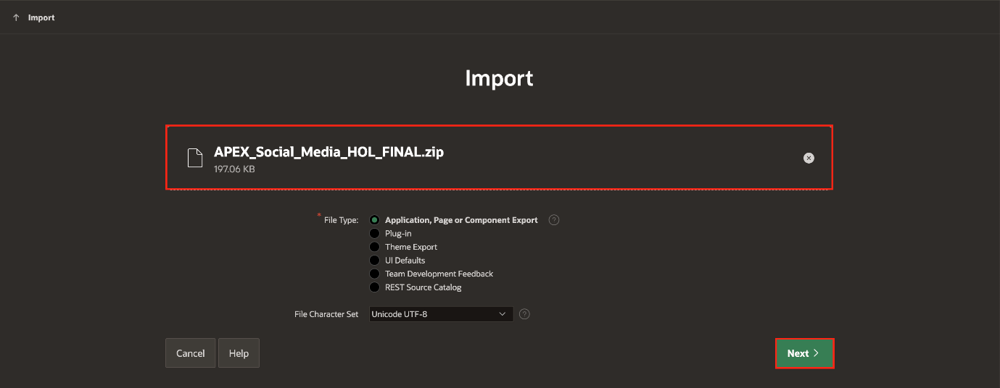 Import
Import
APEX_Social_Media_HOL_FINAL.zip
197.06 KB
* File Type:
Application, Page or Component Export ?
Plug-in
Theme Export
UI Defaults
Team Development Feedback
REST Source Catalog
File Character Set Unicode UTF-8 ?
Cancel Help Next